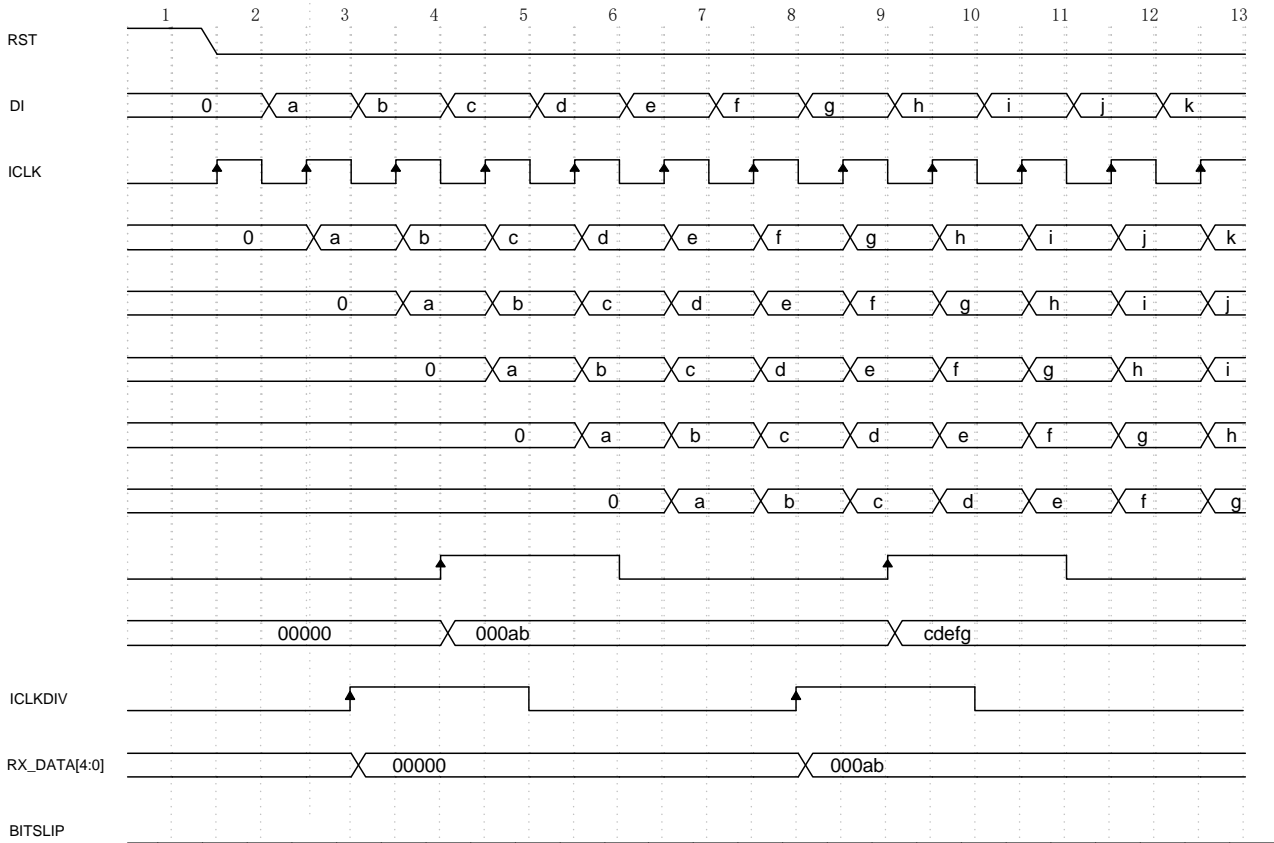 1 2 3 4 5 6 7 8 9 10 11 12 13
RST
DI 0 a b c d e f g h i j k
ICLK
0 a b c d e f g h i j k
0 a b c d e f g h i j
0 a b c d e f g h i
0 a b c d e f g h
0 a b c d e f g
00000 000ab cdefg
ICLKDIV
RX_DATA[4:0] 00000 000ab
BITSLIP